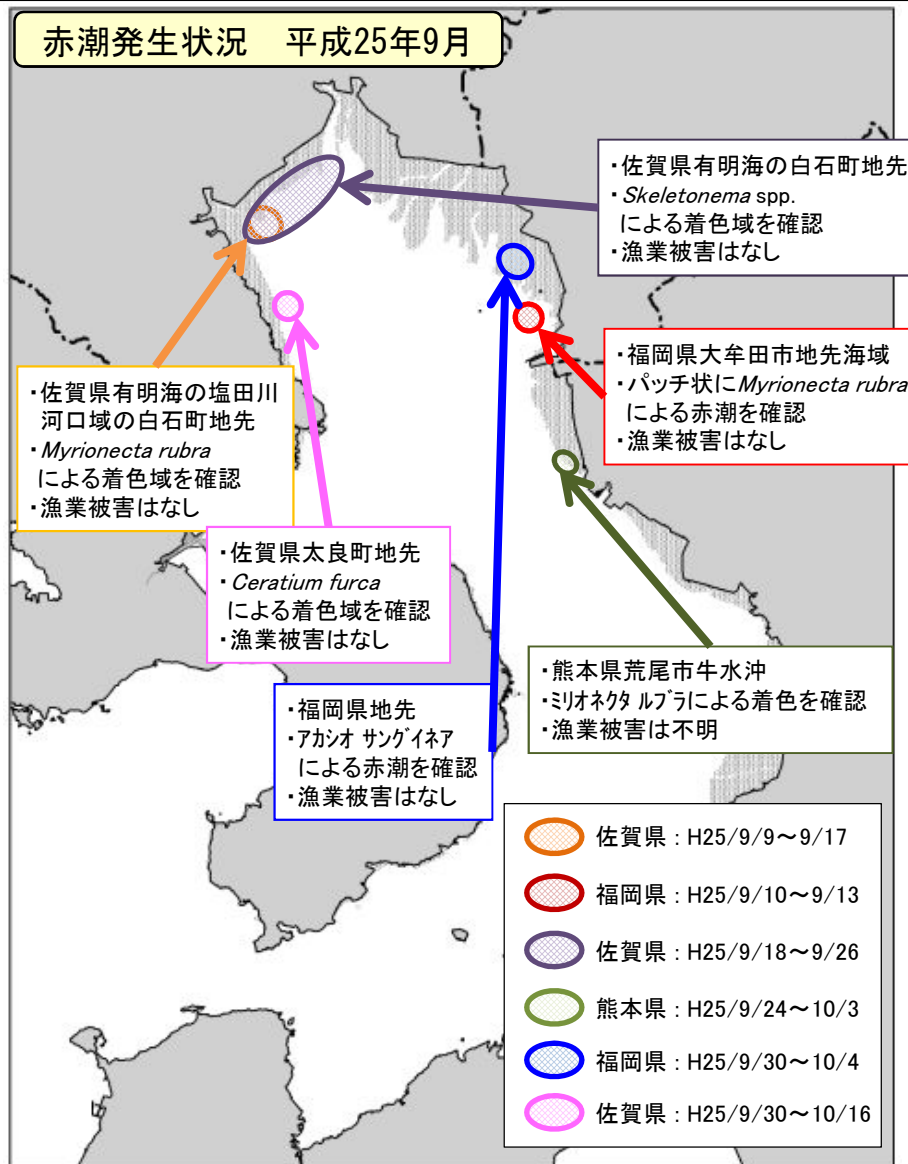 赤潮発生状況　平成25年9月
・佐賀県有明海の白石町地先
・Skeletonema spp.
による着色域を確認
・漁業被害はなし
・福岡県大牟田市地先海域
・パッチ状にMyrionecta rubra
による赤潮を確認
・漁業被害はなし
・佐賀県有明海の塩田川
河口域の白石町地先
・Myrionecta rubra
による着色域を確認
・漁業被害はなし
・佐賀県太良町地先
・Ceratium furca
による着色域を確認
・漁業被害はなし
・熊本県荒尾市牛水沖
・ﾐﾘｵﾈｸﾀ ﾙﾌﾞﾗによる着色を確認
・漁業被害は不明
・福岡県地先
・ｱｶｼｵ ｻﾝｸﾞｲﾈｱ
による赤潮を確認
・漁業被害はなし
佐賀県：H25/9/9～9/17
福岡県：H25/9/10～9/13
佐賀県：H25/9/18～9/26
熊本県：H25/9/24～10/3
福岡県：H25/9/30～10/4
佐賀県：H25/9/30～10/16